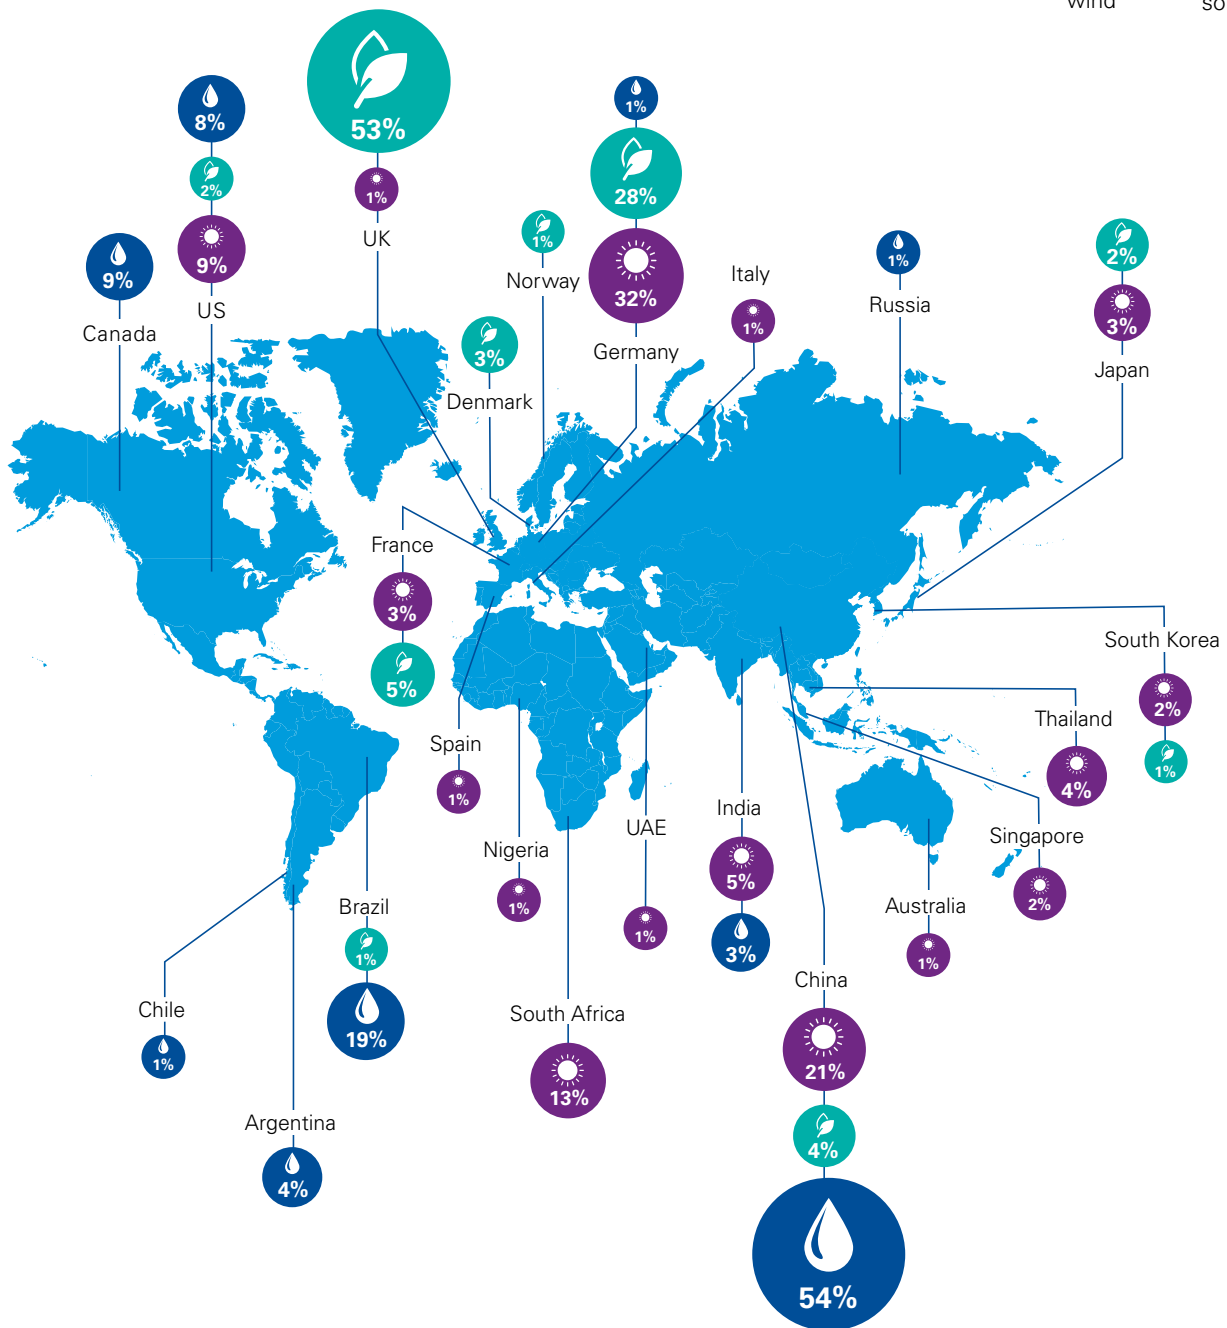 wind
so
53%
8%
1%
2%
1%
28%
9%
UK
1%
2%
9%
US
Norway
32%
Italy
1%
Russia
3%
Canada
1%
Germany
Japan
3%
Denmark
France
3%
South Korea
5%
2%
Thailand
Spain
1%
4%
1%
India
UAE
Singapore
Nigeria
5%
2%
Brazil
1%
1%
Australia
1%
3%
1%
China
Chile
South Africa
19%
1%
21%
13%
Argentina
4%
4%
54%